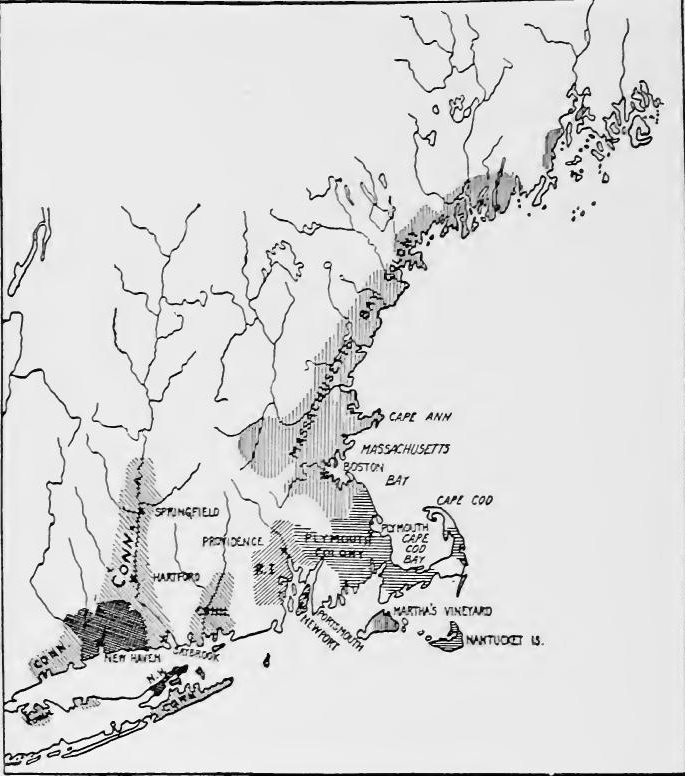 MASSACHUSETTS BAY COLONY
CAPE ANN
MASSACHUSETTS
BAY
BOSTON
CAPE COD
SPRINGFIELD
PROVIDENCE
PLYMOUTH
COLONY
PLYMOUTH
CAPE
COD
BAY
CONN.
HARTFORD
R.I.
CONN
MARTHA'S VINEYARD
NANTUCKET IS.
PORTSMOUTH
NEWPORT
CONN.
NEW HAVEN
SAYBROOK
N.H.
CONN
CONN